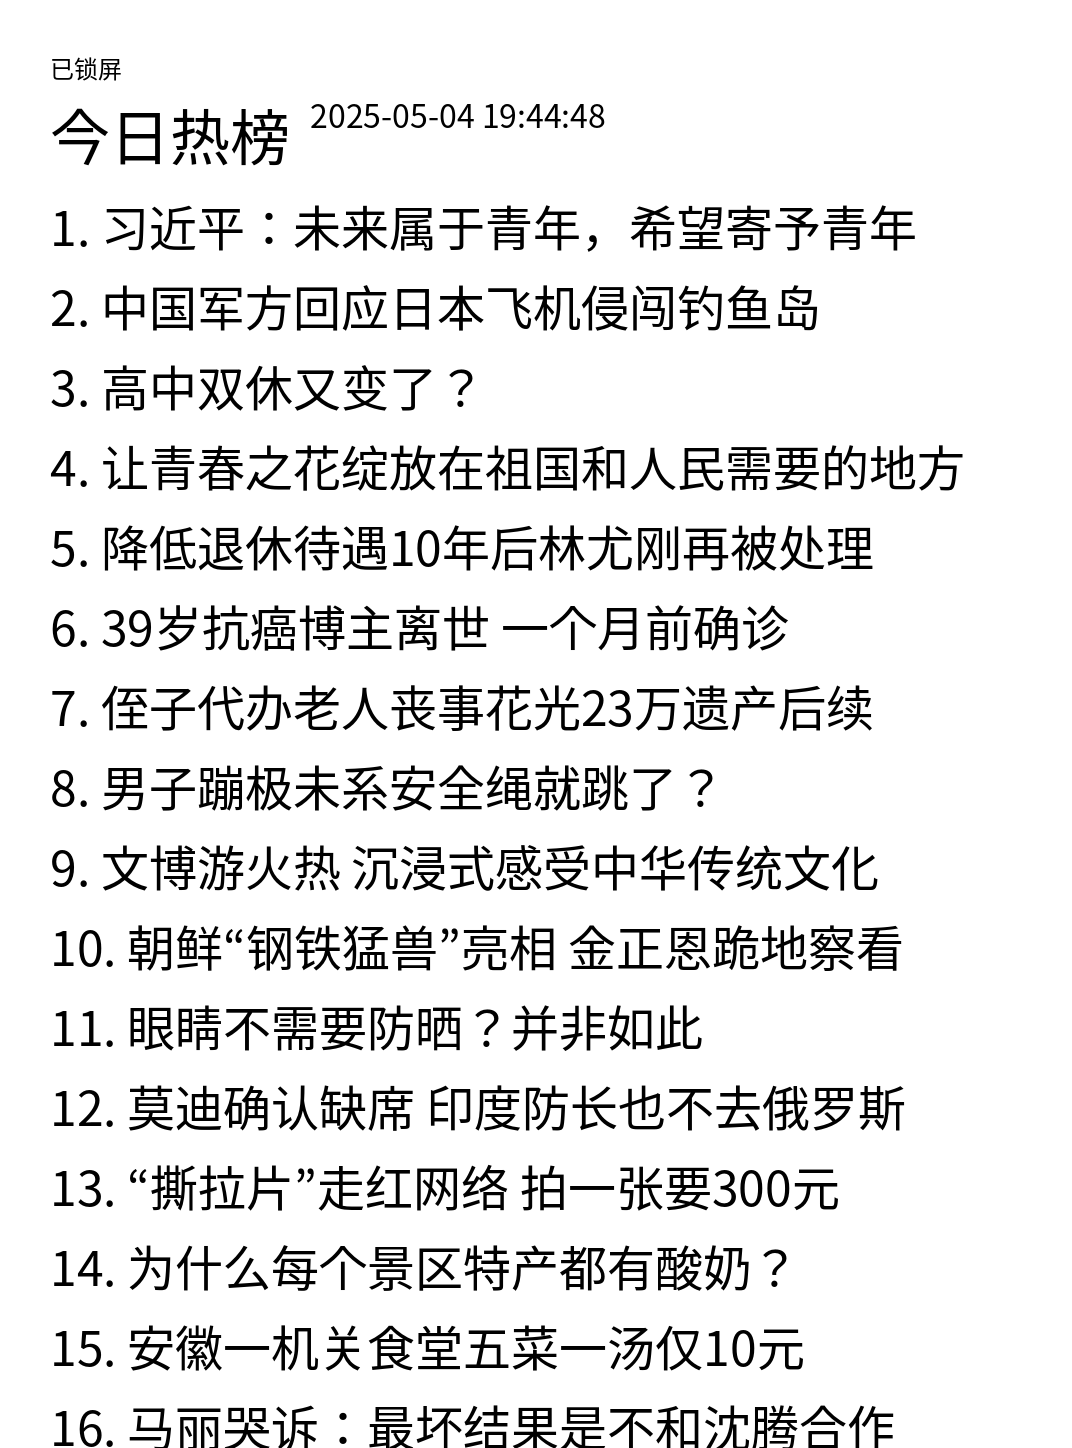 已锁屏
今日热榜 2025-05-04 19:44:48
1. 习近平：未来属于青年，希望寄予青年
2. 中国军方回应日本飞机侵闯钓鱼岛
3. 高中双休又变了？
4. 让青春之花绽放在祖国和人民需要的地方
5. 降低退休待遇10年后林尤刚再被处理
6. 39岁抗癌博主离世 一个月前确诊
7. 侄子代办老人丧事花光23万遗产后续
8. 男子蹦极未系安全绳就跳了？
9. 文博游火热 沉浸式感受中华传统文化
10. 朝鲜“钢铁猛兽”亮相 金正恩跪地察看
11. 眼睛不需要防晒？并非如此
12. 莫迪确认缺席 印度防长也不去俄罗斯
13. “撕拉片”走红网络 拍一张要300元
14. 为什么每个景区特产都有酸奶？
15. 安徽一机关食堂五菜一汤仅10元
16. 马丽哭诉：最坏结果是不和沈腾合作